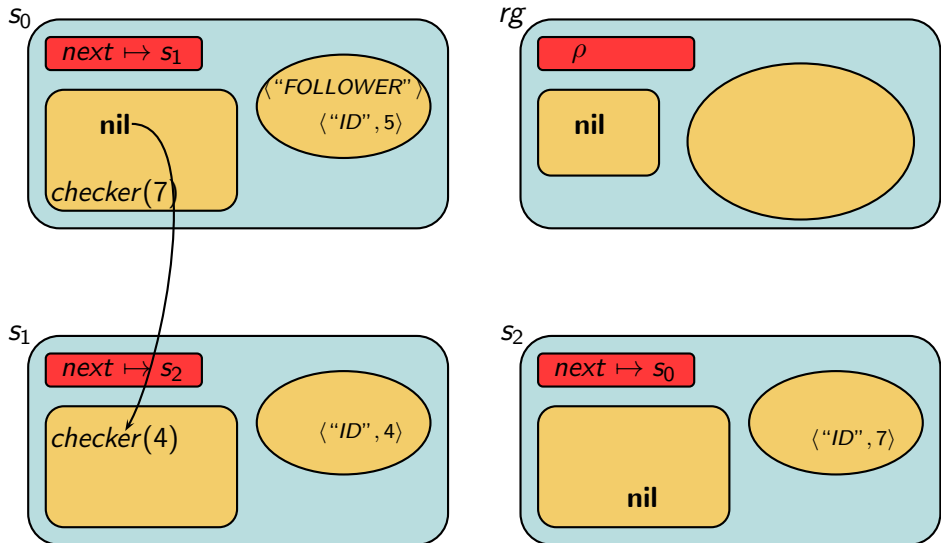 s₀
next ↦ s₁
nil
checker(7)
⟨“FOLLOWER”⟩
⟨“ID”, 5⟩
rg
ρ
nil
s₁
next ↦ s₂
checker(4)
⟨“ID”, 4⟩
s₂
next ↦ s₀
nil
⟨“ID”, 7⟩